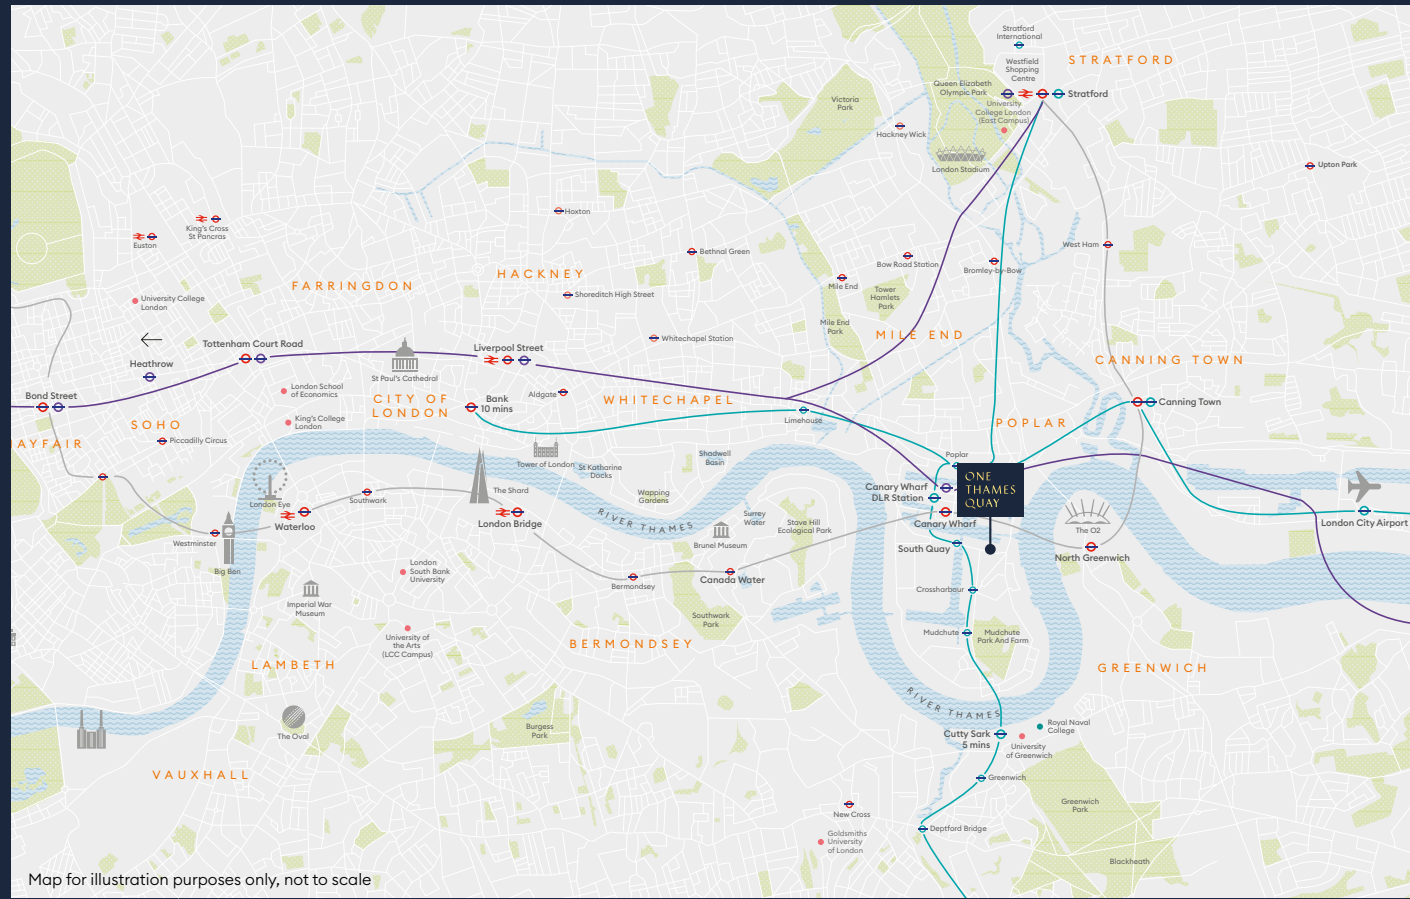 Stratford
International
STRATFORD
Westfield
Shopping
Centre
Queen Elizabeth
Olympic Park
Stratford
Victoria
Park
University
College London
(East Campus)
Hackney Wick
London Stadium
Upton Park
Hoxton
King's Cross
St Pancras
Euston
West Ham
Bethnal Green
Bow Road Station
Bromley-by-Bow
HACKNEY
FARRINGDON
Mile End
Tower
Hamlets
Park
University College
London
Shoreditch High Street
Mile End
Park
MILE END
Whitechapel Station
Tottenham Court Road
Liverpool Street
Heathrow
CANNING TOWN
St Paul's Cathedral
London School
of Economics
Aldgate
Bond Street
CITY OF
LONDON
Bank
10 mins
WHITECHAPEL
Canning Town
Limehouse
King's College
London
SOHO
POPLAR
AYFAIR
Piccadilly Circus
Shadwell
Basin
Poplar
Tower of London
St Katharine
Docks
ONE
THAMES
QUAY
Canary Wharf
DLR Station
The Shard
Wapping
Gardens
London Eye
Southwark
RIVER THAMES
Surrey
Water
Stave Hill
Ecological Park
Waterloo
London Bridge
Canary Wharf
The O2
London City Airport
Westminster
Brunel Museum
South Quay
North Greenwich
Big Ben
London
South Bank
University
Bermondsey
Canada Water
Crossharbour
Imperial War
Museum
Southwark
Park
University of
the Arts
(LCC Campus)
Mudchute
Mudchute
Park And Farm
BERMONDSEY
LAMBETH
GREENWICH
RIVER THAMES
The Oval
Burgess
Park
Cutty Sark
5 mins
Royal Naval
College
University
of Greenwich
VAUXHALL
Greenwich
Greenwich
Park
New Cross
Deptford Bridge
Goldsmiths
University
of London
Blackheath
Map for illustration purposes only, not to scale